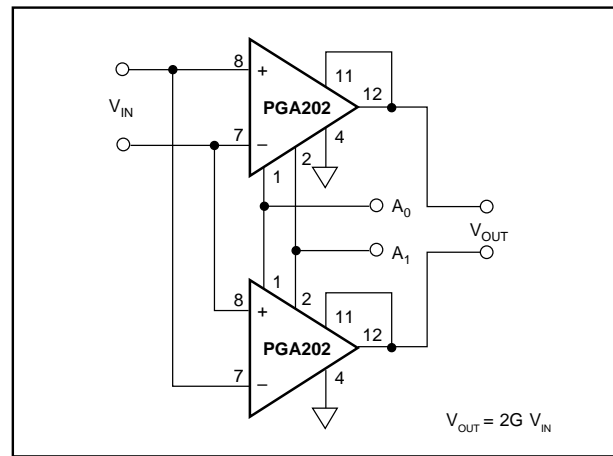 8
+
11
12
V_IN
PGA202
7
–
4
2
1
A_0
V_OUT
A_1
1
2
8
+
11
12
PGA202
7
–
4
V_OUT = 2G V_IN